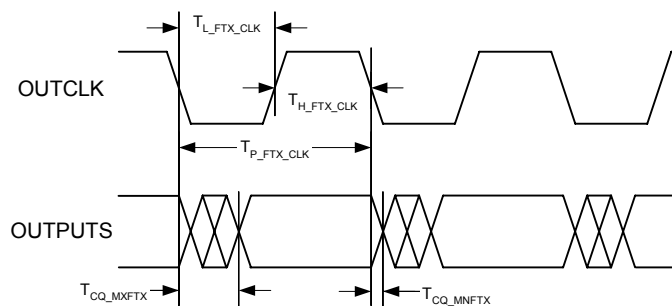 T_L_FTX_CLK
OUTCLK
T_H_FTX_CLK
T_P_FTX_CLK
OUTPUTS
T_CQ_MXFTX
T_CQ_MNFTX